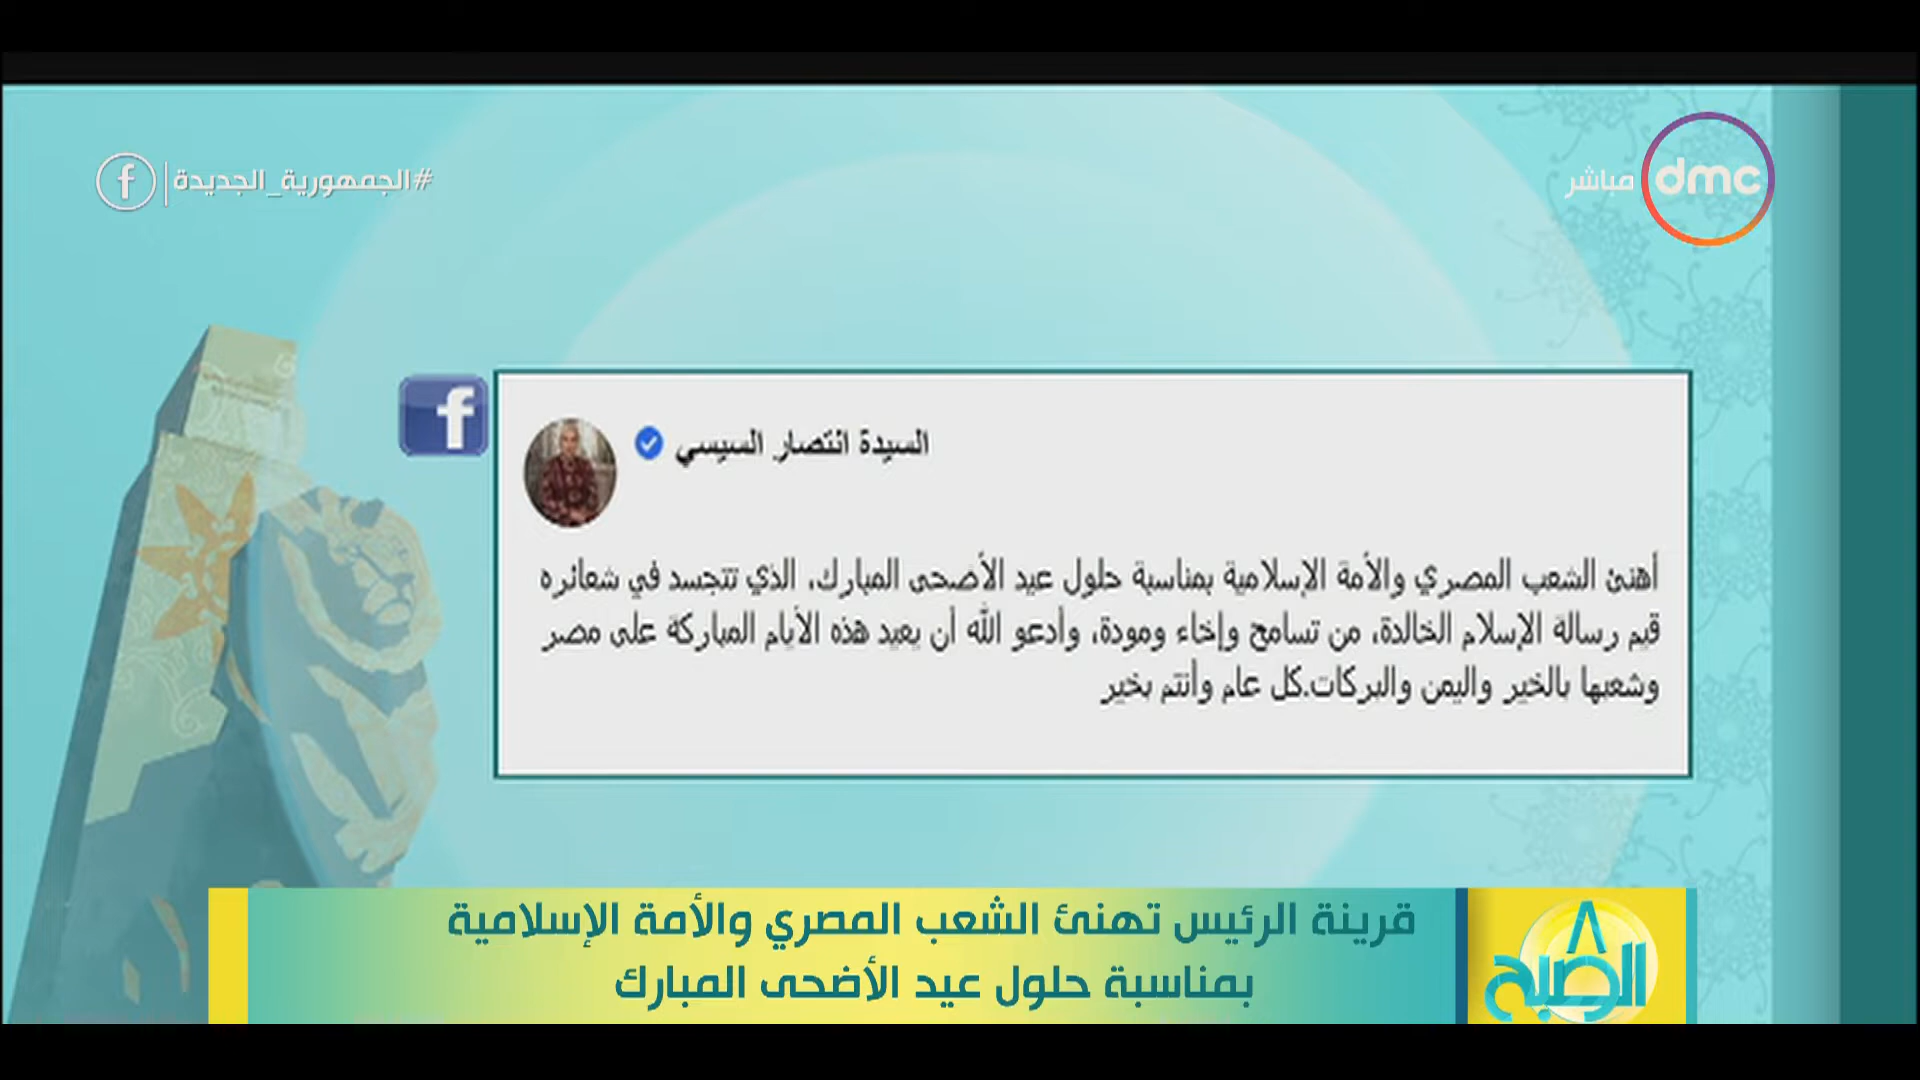 #الجمهورية_الجديدة
مباشر
dmc
السيدة انتصار السيسي
أهنئ الشعب المصري والأمة الإسلامية بمناسبة حلول عيد الأضحى المبارك، الذي تتجسد في شعائره
قيم رسالة الإسلام الخالدة، من تسامح وإخاء ومودة، وأدعو الله أن يعيد هذه الأيام المباركة على مصر
وشعبها بالخير واليمن والبركات.كل عام وأنتم بخير
قرينة الرئيس تهنئ الشعب المصري والأمة الإسلامية
بمناسبة حلول عيد الأضحى المبارك
٨
الصبح